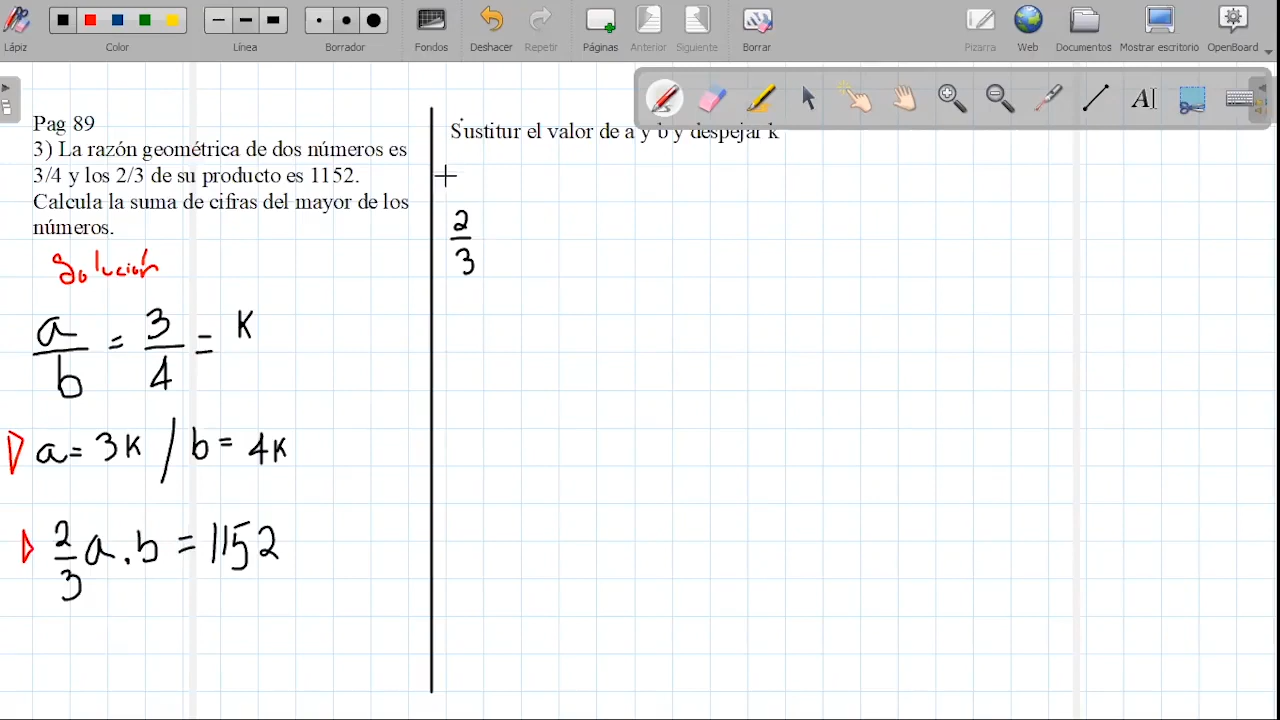 Lápiz
Color
Línea
Borrador
Fondos
Deshacer
Repetir
Páginas
Anterior
Siguiente
Borrar
Pizarra
Web
Documentos
Mostrar escritorio
OpenBoard
Pag 89
3) La razón geométrica de dos números es
3/4 y los 2/3 de su producto es 1152.
Calcula la suma de cifras del mayor de los
números.
Solución
a/b = 3/4 = K
a= 3K / b= 4K
2/3 a.b = 1152
Sustitur el valor de a y b y despejar k
2/3